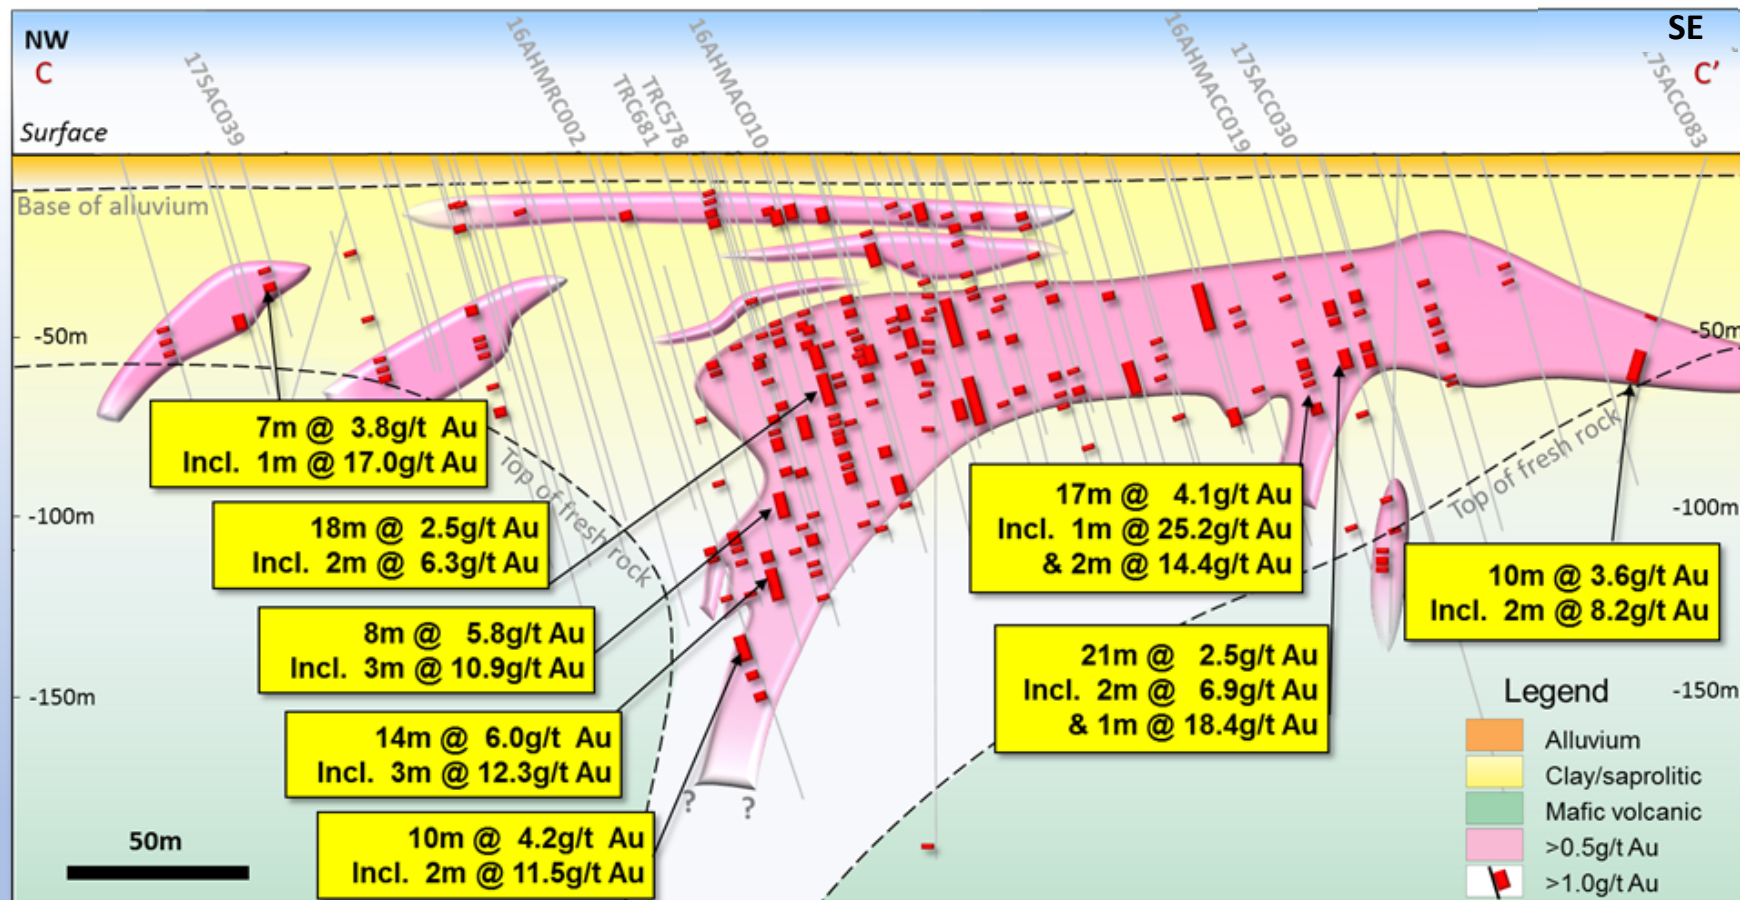 NW
SE
C
C'
17SAC039
16AHMRC002
TRC681
TRC578
16AHMAC010
16AHMACC019
17SACC030
7SACC083
Surface
Base of alluvium
-50m
-50m
7m @ 3.8g/t Au
Incl. 1m @ 17.0g/t Au
Top of fresh rock
Top of fresh rock
-100m
-100m
18m @ 2.5g/t Au
Incl. 2m @ 6.3g/t Au
17m @ 4.1g/t Au
Incl. 1m @ 25.2g/t Au
& 2m @ 14.4g/t Au
10m @ 3.6g/t Au
Incl. 2m @ 8.2g/t Au
8m @ 5.8g/t Au
Incl. 3m @ 10.9g/t Au
21m @ 2.5g/t Au
Incl. 2m @ 6.9g/t Au
& 1m @ 18.4g/t Au
-150m
-150m
14m @ 6.0g/t Au
Incl. 3m @ 12.3g/t Au
? ?
10m @ 4.2g/t Au
Incl. 2m @ 11.5g/t Au
50m
Legend
Alluvium
Clay/saprolitic
Mafic volcanic
>0.5g/t Au
>1.0g/t Au